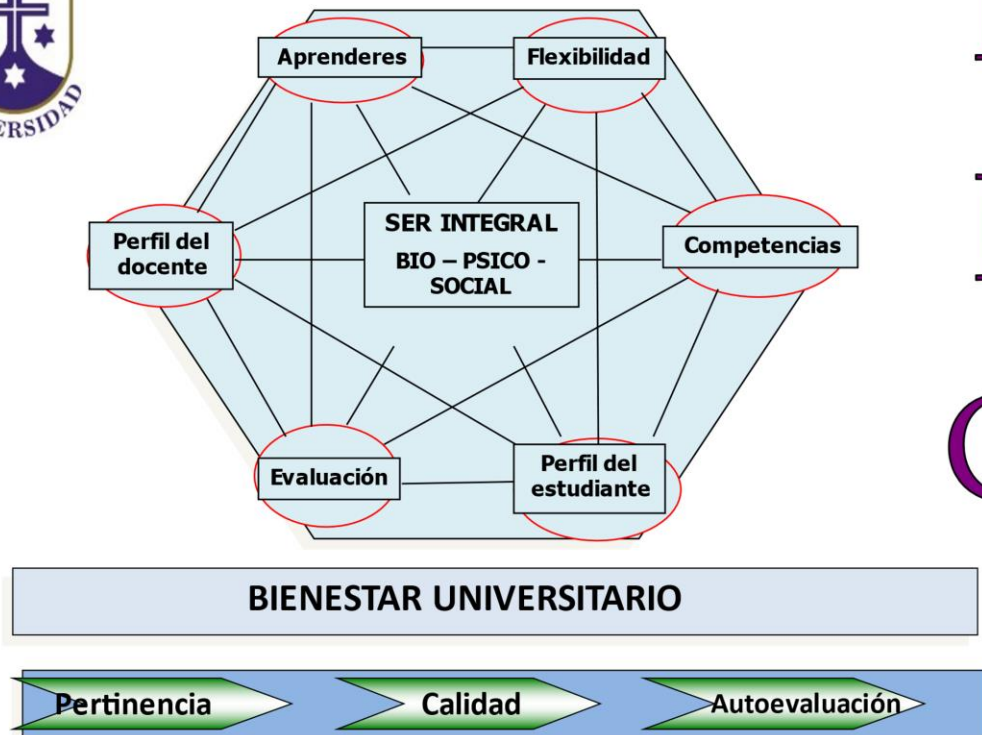 Aprenderes
Flexibilidad
SER INTEGRAL
BIO – PSICO -
SOCIAL
Perfil del
docente
Competencias
Evaluación
Perfil del
estudiante
BIENESTAR UNIVERSITARIO
Pertinencia
Calidad
Autoevaluación